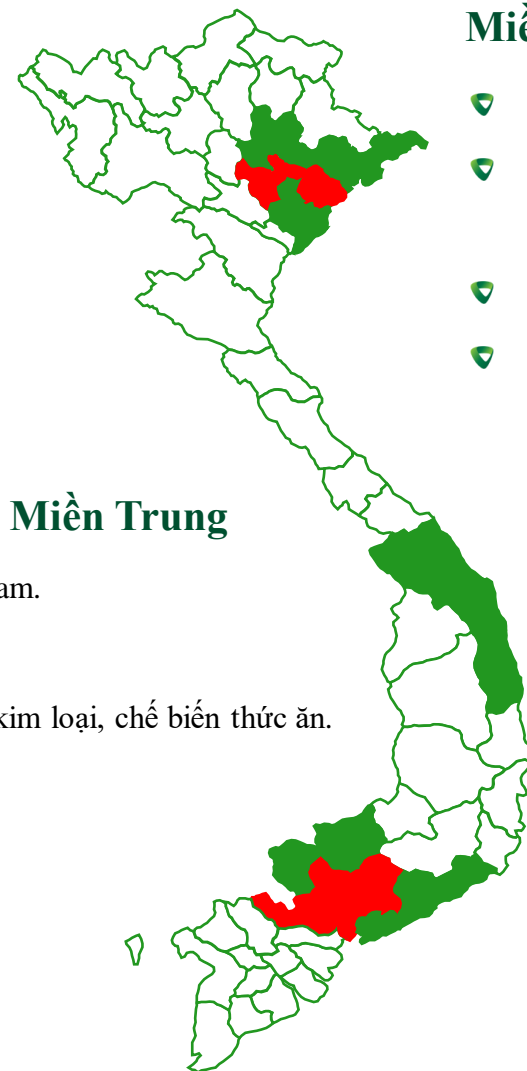 Miề
Miền Trung
am.
kim loại, chế biến thức ăn.